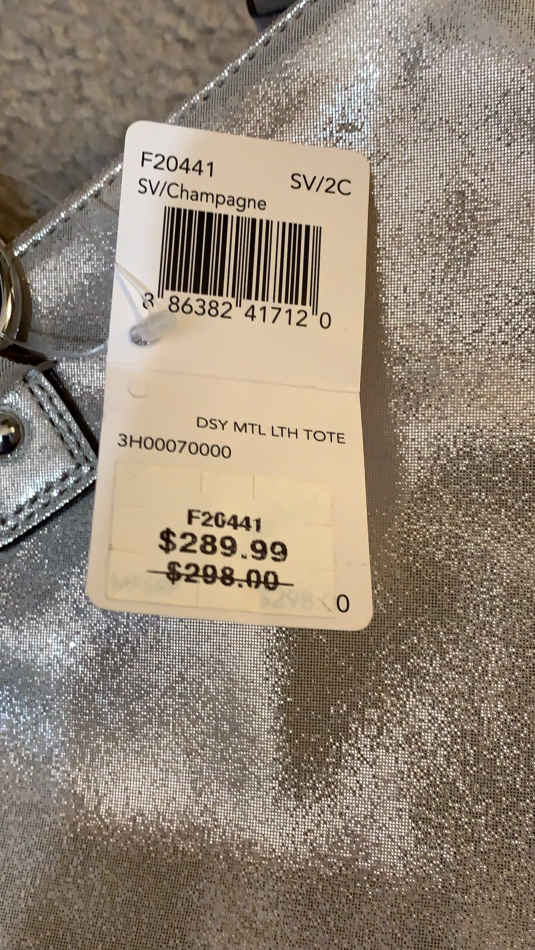 F20441
SV/2C
SV/Champagne
8 86382 41712 0
DSY MTL LTH TOTE
3H00070000
F20441
$289.99
$298.00
0